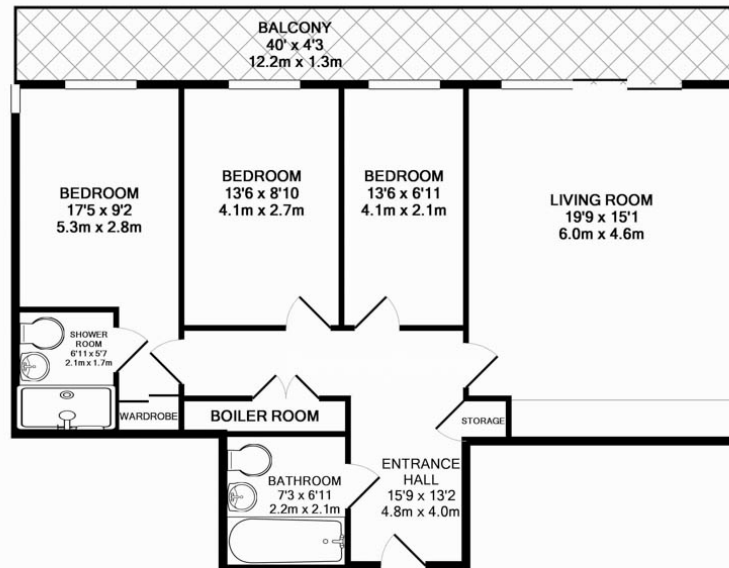 BALCONY
40' x 4'3
12.2m x 1.3m
BEDROOM
17'5 x 9'2
5.3m x 2.8m
BEDROOM
13'6 x 8'10
4.1m x 2.7m
BEDROOM
13'6 x 6'11
4.1m x 2.1m
LIVING ROOM
19'9 x 15'1
6.0m x 4.6m
SHOWER
ROOM
6'11 x 5'7
2.1m x 1.7m
WARDROBE
BOILER ROOM
STORAGE
BATHROOM
7'3 x 6'11
2.2m x 2.1m
ENTRANCE
HALL
15'9 x 13'2
4.8m x 4.0m